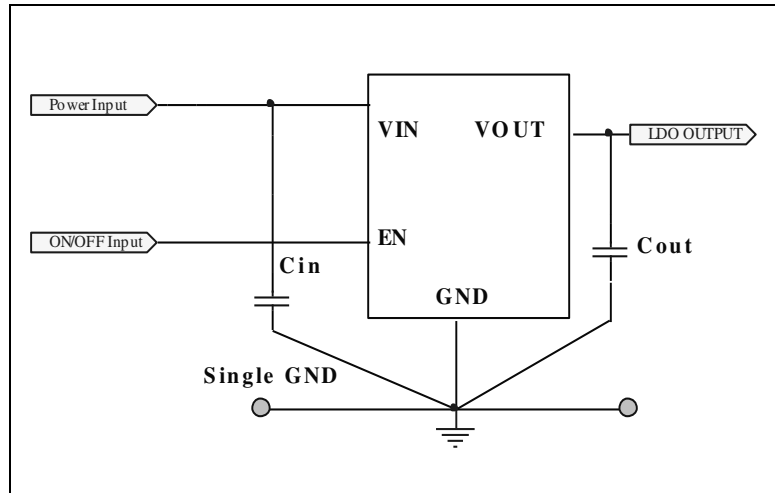 Power Input
VIN
VOUT
LDO OUTPUT
ON/OFF Input
EN
Cin
Cout
GND
Single GND